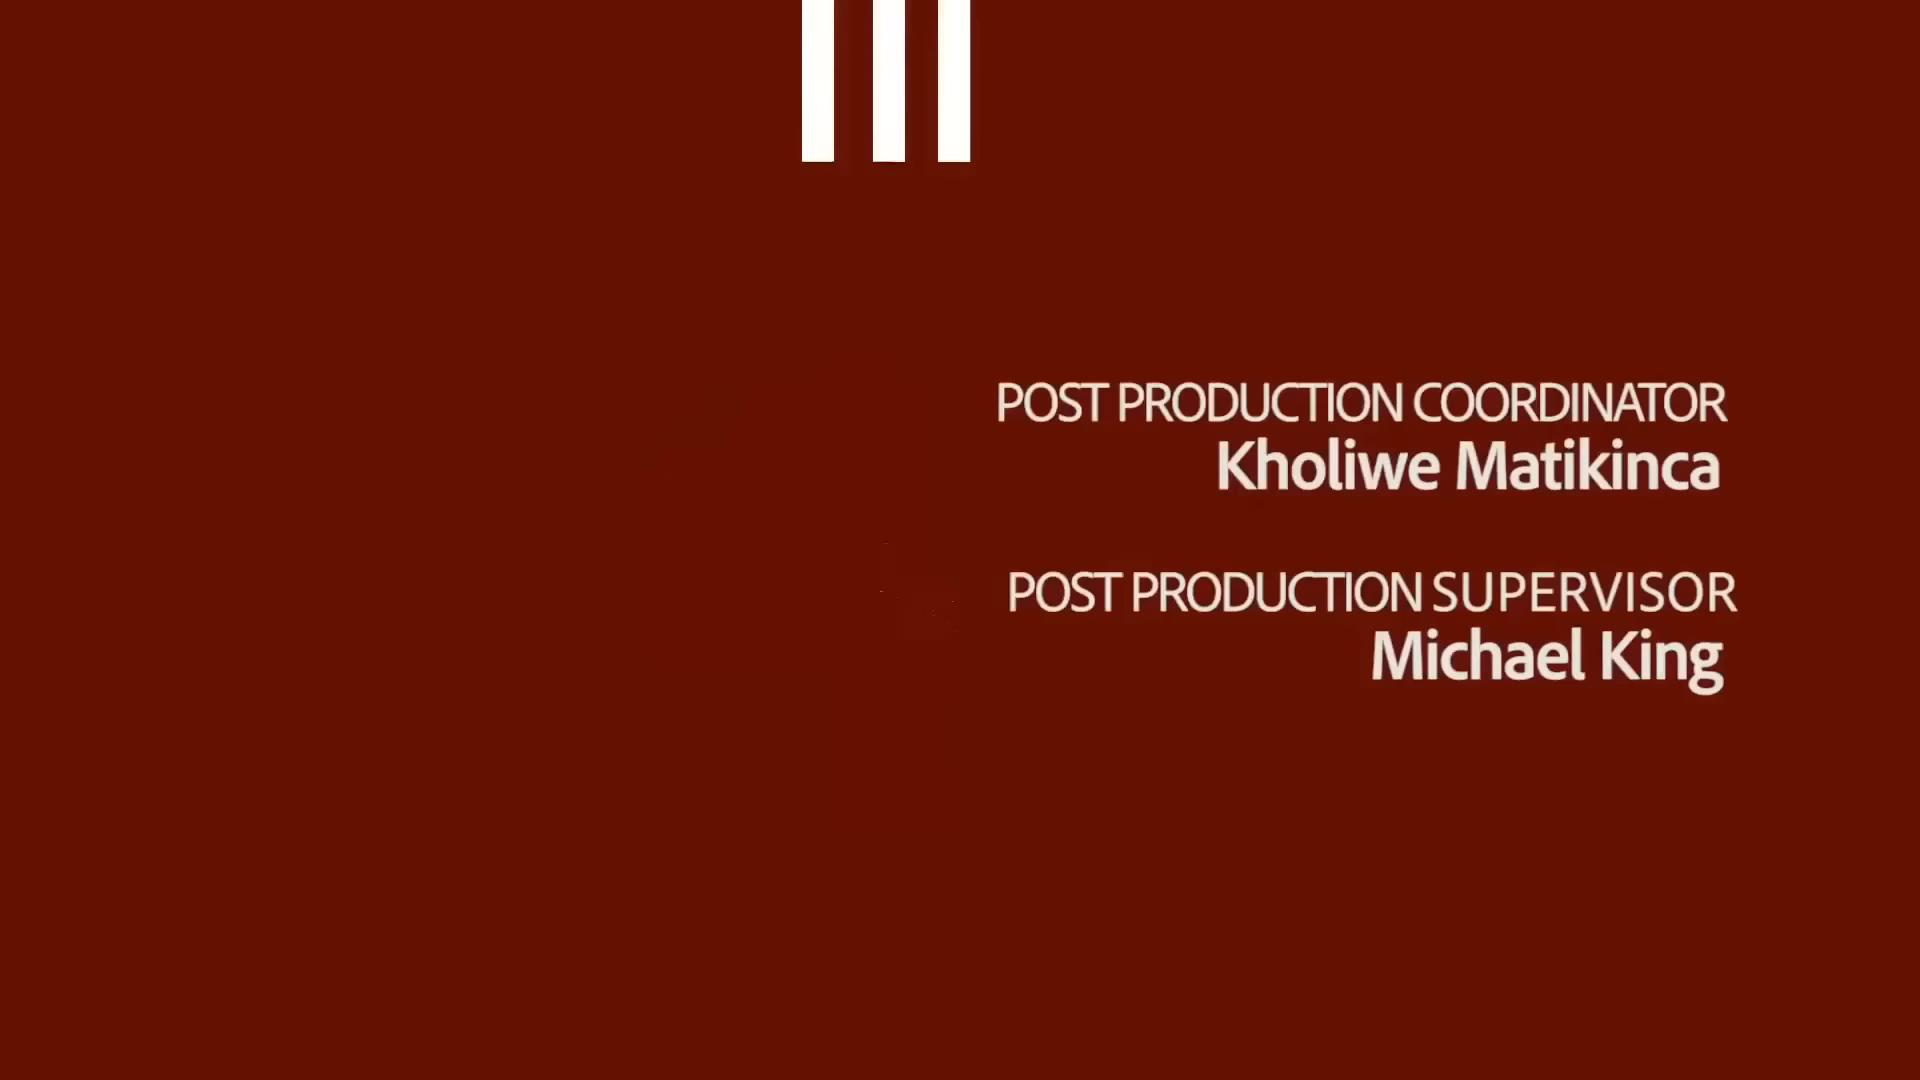 POST PRODUCTION COORDINATOR
Kholiwe Matikinca
POST PRODUCTION SUPERVISOR
Michael King